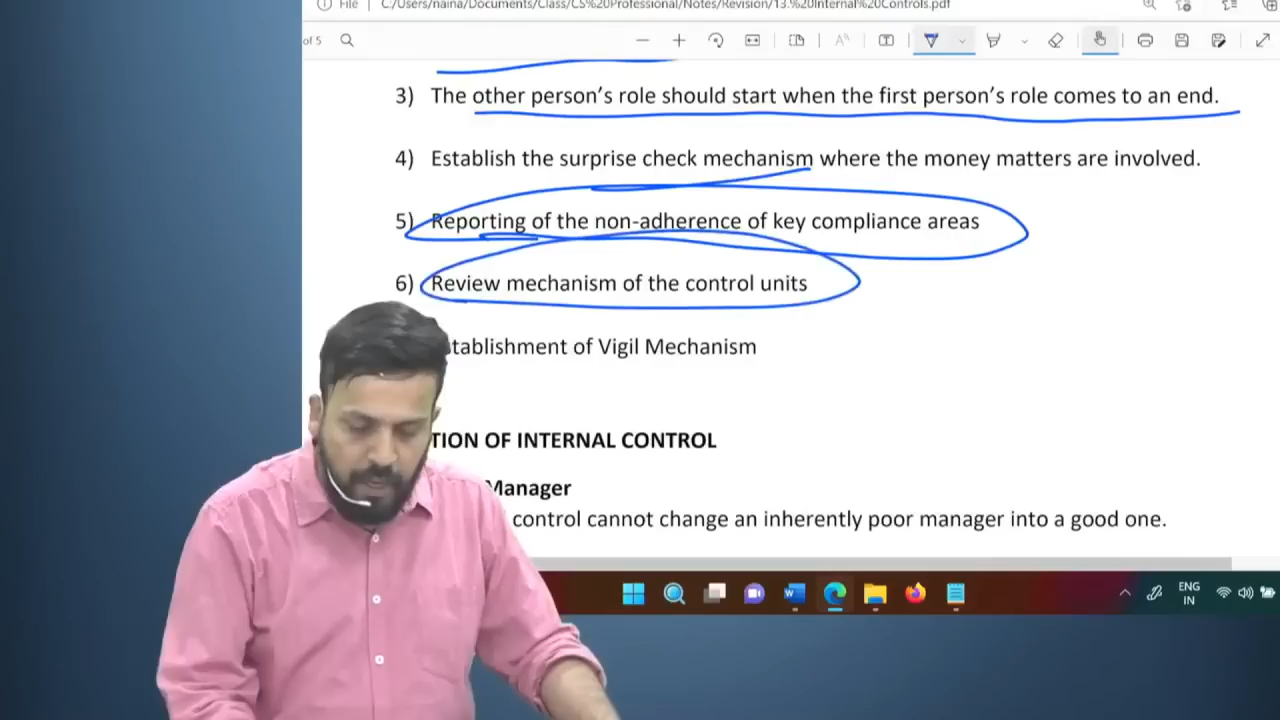 File
C:/Users/naina/Documents/Class/CS%20Professional/Notes/Revision/13.%20Internal%20Controls.pdf
of 5
3) The other person's role should start when the first person's role comes to an end.
4) Establish the surprise check mechanism where the money matters are involved.
5) Reporting of the non-adherence of key compliance areas
6) Review mechanism of the control units
tablishment of Vigil Mechanism
TION OF INTERNAL CONTROL
Manager
control cannot change an inherently poor manager into a good one.
ENG
IN